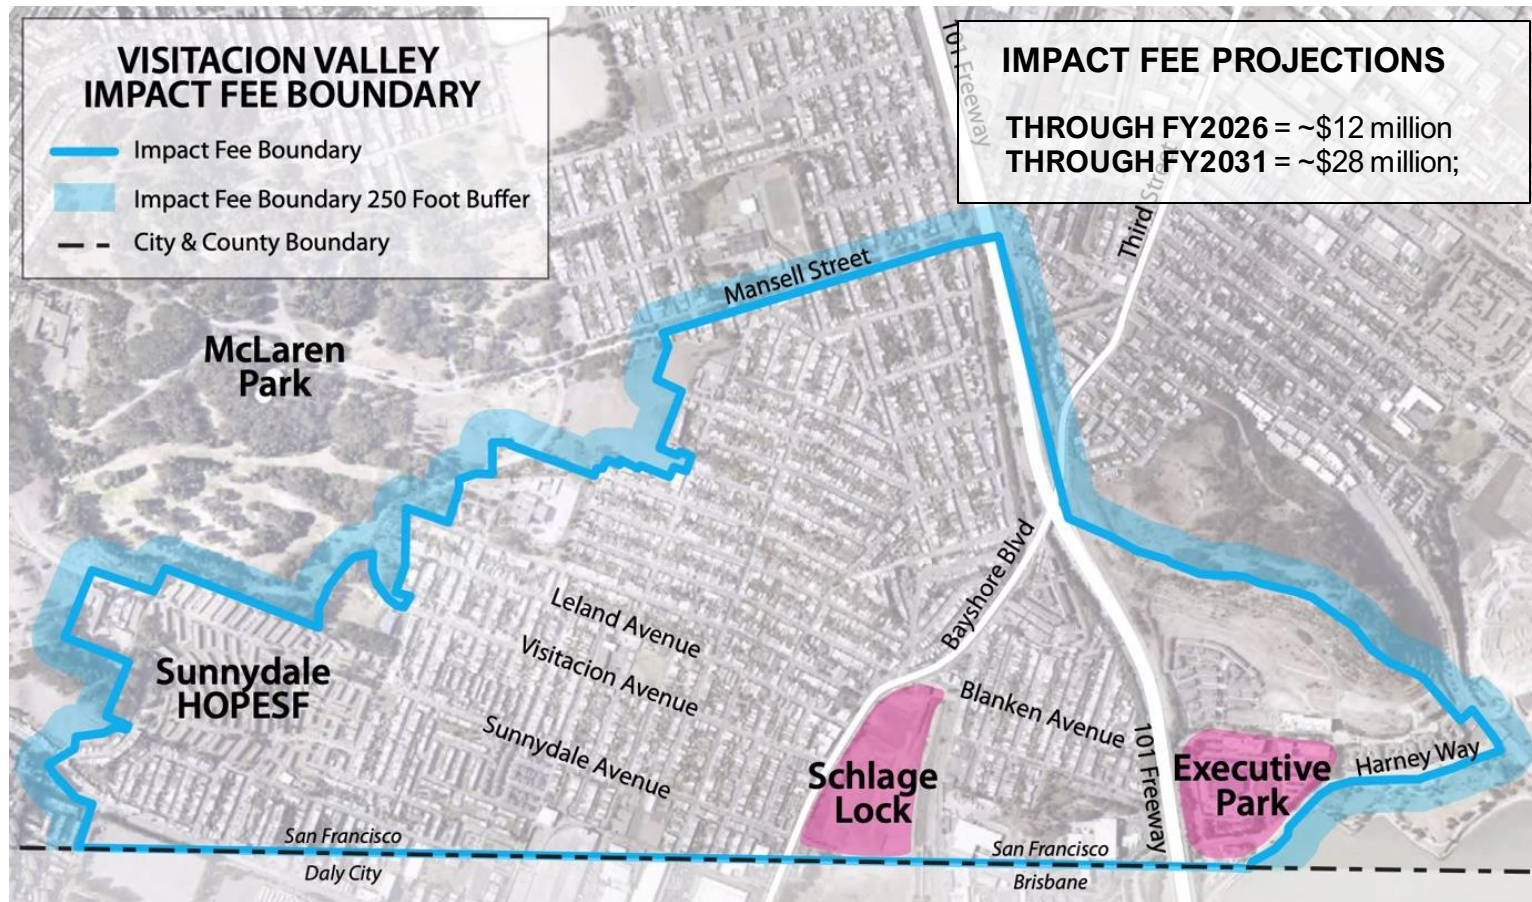 VISITACION VALLEY
IMPACT FEE BOUNDARY
Impact Fee Boundary
Impact Fee Boundary 250 Foot Buffer
City & County Boundary
IMPACT FEE PROJECTIONS
THROUGH FY2026 = ~$12 million
THROUGH FY2031 = ~$28 million;
101 Freeway
Third Street
Mansell Street
McLaren
Park
Bayshore Blvd
Leland Avenue
Visitacion Avenue
Sunnydale Avenue
Sunnydale
HOPESF
Blanken Avenue
101 Freeway
Schlage
Lock
Executive
Park
Harney Way
San Francisco
Daly City
San Francisco
Brisbane